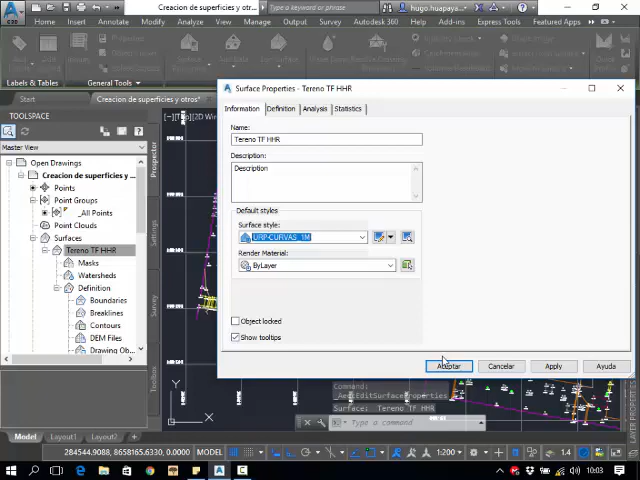 Creacion de superficies y otr...
Type a keyword or phrase
hugo.huapaya...
Home
Insert
Annotate
Modify
Analyze
View
Manage
Output
Survey
Autodesk 360
Help
Add-ins
Express Tools
Featured Apps
Labels & Tables
General Tools
Properties
Start
Creacion de superficies y otros*
TOOLSPACE
Master View
Open Drawings
Creacion de superficies y
Points
Point Groups
_All Points
Point Clouds
Surfaces
Tereno TF HHR
Masks
Watersheds
Definition
Boundaries
Breaklines
Contours
DEM Files
Drawing Ob
Prospector
Settings
Survey
Toolbox
Surface Properties - Tereno TF HHR
Information
Definition
Analysis
Statistics
Name:
Tereno TF HHR
Description:
Description
Default styles
Surface style:
URP-CURVAS_1M
Render Material:
ByLayer
Object locked
Show tooltips
Aceptar
Cancelar
Apply
Ayuda
Command:
_AeccEditSurfaceProperties
Surface: Tereno TF HHR
Type a command
Y
X
Model
Layout1
Layout2
+
284544.9088, 8658165.6330, 0.0000
MODEL
1:200
1.4
10:03